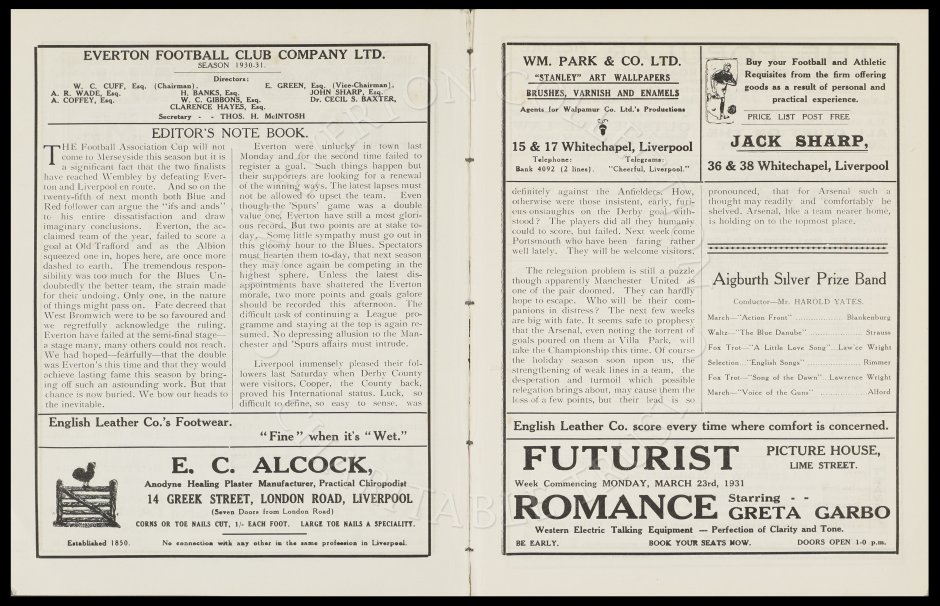 EVERTON FOOTBALL CLUB COMPANY LTD.
SEASON 1930-31.
Directors:
W. C. CUFF, Esq. (Chairman), E. GREEN, Esq. (Vice-Chairman),
A. R. WADE, Esq. H. BANKS, Esq. JOHN SHARP, Esq.
A. COFFEY, Esq. W. C. GIBBONS, Esq. Dr. CECIL S. BAXTER,
CLARENCE HAYES, Esq.
Secretary - - THOS. H. McINTOSH
EDITOR'S NOTE BOOK.
THE Football Association Cup will not
come to Merseyside this season but it is
a significant fact that the two finalists
have reached Wembley by defeating Ever-
ton and Liverpool en route. And so on the
twenty-fifth of next month both Blue and
Red follower can argue the "ifs and ands"
to his entire dissatisfaction and draw
imaginary conclusions. Everton, the ac-
claimed team of the year, failed to score a
goal at Old Trafford and as the Albion
squeezed one in, hopes here, are once more
dashed to earth. The tremendous respon-
sibility was too much for the Blues Un-
doubtedly the better team, the strain made
for their undoing. Only one, in the nature
of things might pass on. Fate decreed that
West Bromwich were to be so favoured and
we regretfully acknowledge the ruling.
Everton have failed at the semi-final stage—
a stage many, many others could not reach.
We had hoped—fearfully—that the double
was Everton's this time and that they would
achieve lasting fame this season by bring-
ing off such an astounding work. But that
chance is now buried. We bow our heads to
the inevitable.
Everton were unlucky in town last
Monday and for the second time failed to
register a goal. Such things happen but
their supporters are looking for a renewal
of the winning ways. The latest lapses must
not be allowed to upset the team. Even
though the Spurs' game was a double
value one, Everton have still a most glori-
ous record. But two points are at stake to-
day. Some little sympathy must go out in
this gloomy hour to the Blues. Spectators
must hearten them to-day, that next season
they may once again be competing in the
highest sphere. Unless the latest dis-
appointments have shattered the Everton
morale, two more points and goals galore
should be recorded this afternoon. The
difficult task of continuing a League pro-
gramme and staying at the top is again re-
sumed. No depressing allusion to the Man-
chester and 'Spurs affairs must intrude.
Liverpool immensely pleased their fol-
lowers last Saturday when Derby County
were visitors. Cooper, the County back,
proved his International status. Luck, so
difficult to define, so easy to sense, was
English Leather Co.'s Footwear.
"Fine" when it's "Wet."
E. C. ALCOCK,
Anodyne Healing Plaster Manufacturer, Practical Chiropodist
14 GREEK STREET, LONDON ROAD, LIVERPOOL
(Seven Doors from London Road)
CORNS OR TOE NAILS CUT, 1/- EACH FOOT. LARGE TOE NAILS A SPECIALITY.
Established 1850. No connection with any other in the same profession in Liverpool.
WM. PARK & CO. LTD.
"STANLEY" ART WALLPAPERS
BRUSHES, VARNISH AND ENAMELS
Agents for Walpamur Co. Ltd.'s Productions
15 & 17 Whitechapel, Liverpool
Telephone: Telegrams:
Bank 4092 (2 lines). "Cheerful, Liverpool."
Buy your Football and Athletic
Requisites from the firm offering
goods as a result of personal and
practical experience.
PRICE LIST POST FREE
JACK SHARP,
36 & 38 Whitechapel, Liverpool
definitely against the Anfielders. How,
otherwise were those insistent, early, furi-
ous onslaughts on the Derby goal with-
stood? The players did all they humanly
could to score, but failed. Next week come
Portsmouth who have been faring rather
well lately. They will be welcome visitors.
The relegation problem is still a puzzle
though apparently Manchester United is
one of the pair doomed. They can hardly
hope to escape. Who will be their com-
panions in distress? The next few weeks
are big with fate. It seems safe to prophesy
that the Arsenal, even noting the torrent of
goals poured on them at Villa Park, will
take the Championship this time. Of course
the holiday season soon upon us, the
strengthening of weak lines in a team, the
desperation and turmoil which possible
relegation brings about, may cause them the
loss of a few points, but their lead is so
pronounced, that for Arsenal such a
thought may readily and comfortably be
shelved. Arsenal, like a team nearer home,
is holding on to the topmost place.
Aigburth Silver Prize Band
Conductor—Mr. HAROLD YATES.
March—"Action Front" .................. Blankenburg
Waltz—"The Blue Danube" .................. Strauss
Fox Trot—"A Little Love Song"...Law'ce Wright
Selection "English Songs" .................. Rimmer
Fox Trot—"Song of the Dawn" Lawrence Wright
March—"Voice of the Guns" .................. Alford
English Leather Co. score every time where comfort is concerned.
FUTURIST PICTURE HOUSE,
LIME STREET.
Week Commencing MONDAY, MARCH 23rd, 1931
ROMANCE Starring - -
GRETA GARBO
Western Electric Talking Equipment — Perfection of Clarity and Tone.
BE EARLY. BOOK YOUR SEATS NOW. DOORS OPEN 1-0 p.m.